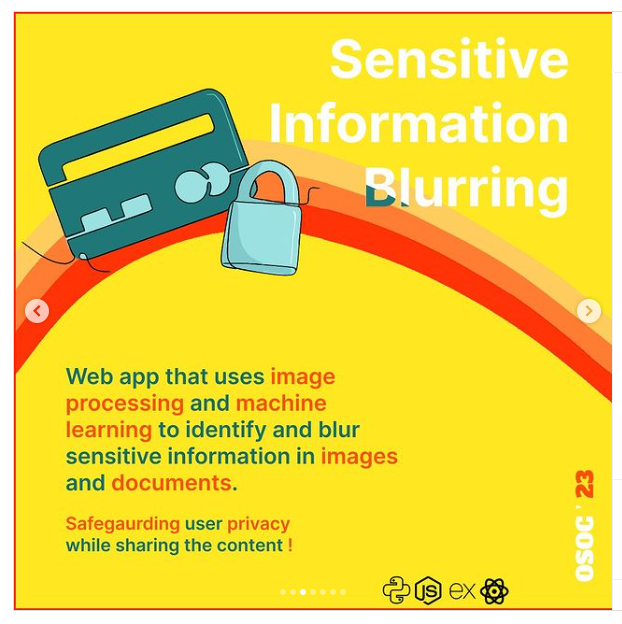 Sensitive
Information
Blurring
Web app that uses image
processing and machine
learning to identify and blur
sensitive information in images
and documents.
Safegaurding user privacy
while sharing the content !
OSOC ' 23
JS ex